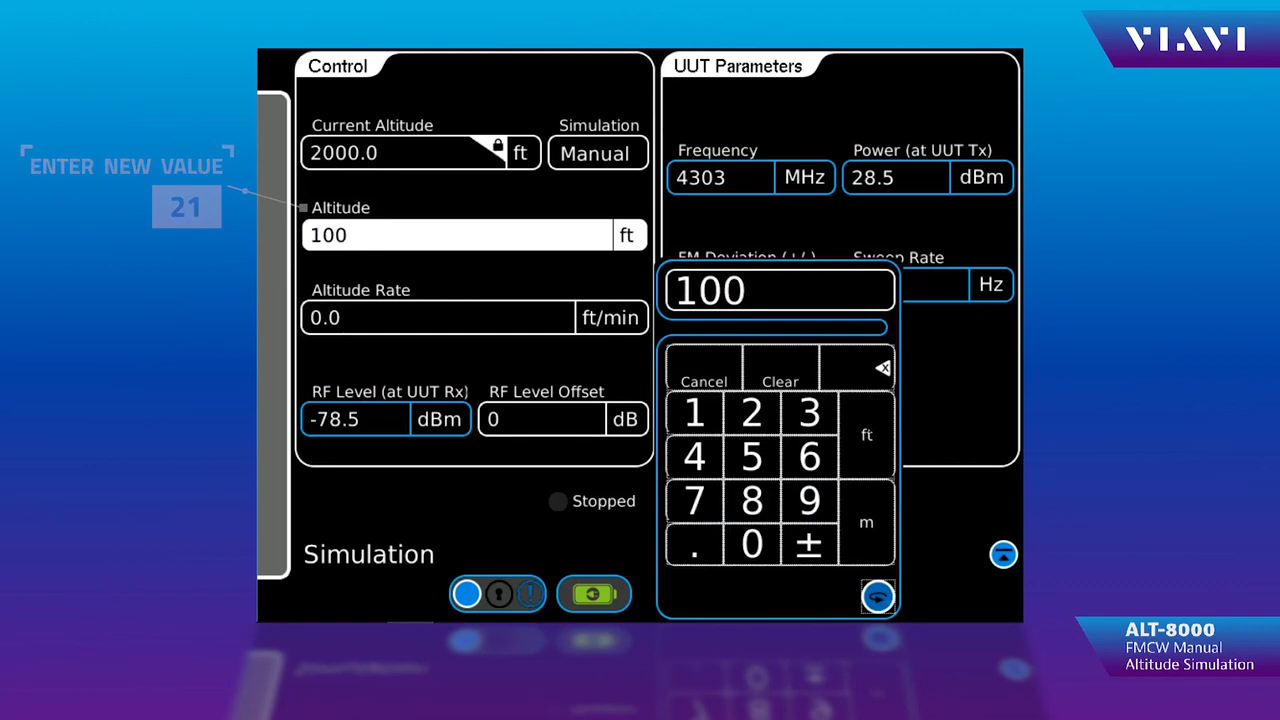 VIAVI
Control
UUT Parameters
Current Altitude
Simulation
2000.0 ft
Manual
Frequency
Power (at UUT Tx)
4303 MHz
28.5 dBm
ENTER NEW VALUE
21
Altitude
100 ft
FM Deviation (+/-)
Sweep Rate
Hz
100
Altitude Rate
0.0 ft/min
Cancel
Clear
RF Level (at UUT Rx)
RF Level Offset
-78.5 dBm
0 dB
1 2 3
ft
4 5 6
7 8 9
m
. 0 ±
Stopped
Simulation
ALT-8000
FMCW Manual
Altitude Simulation